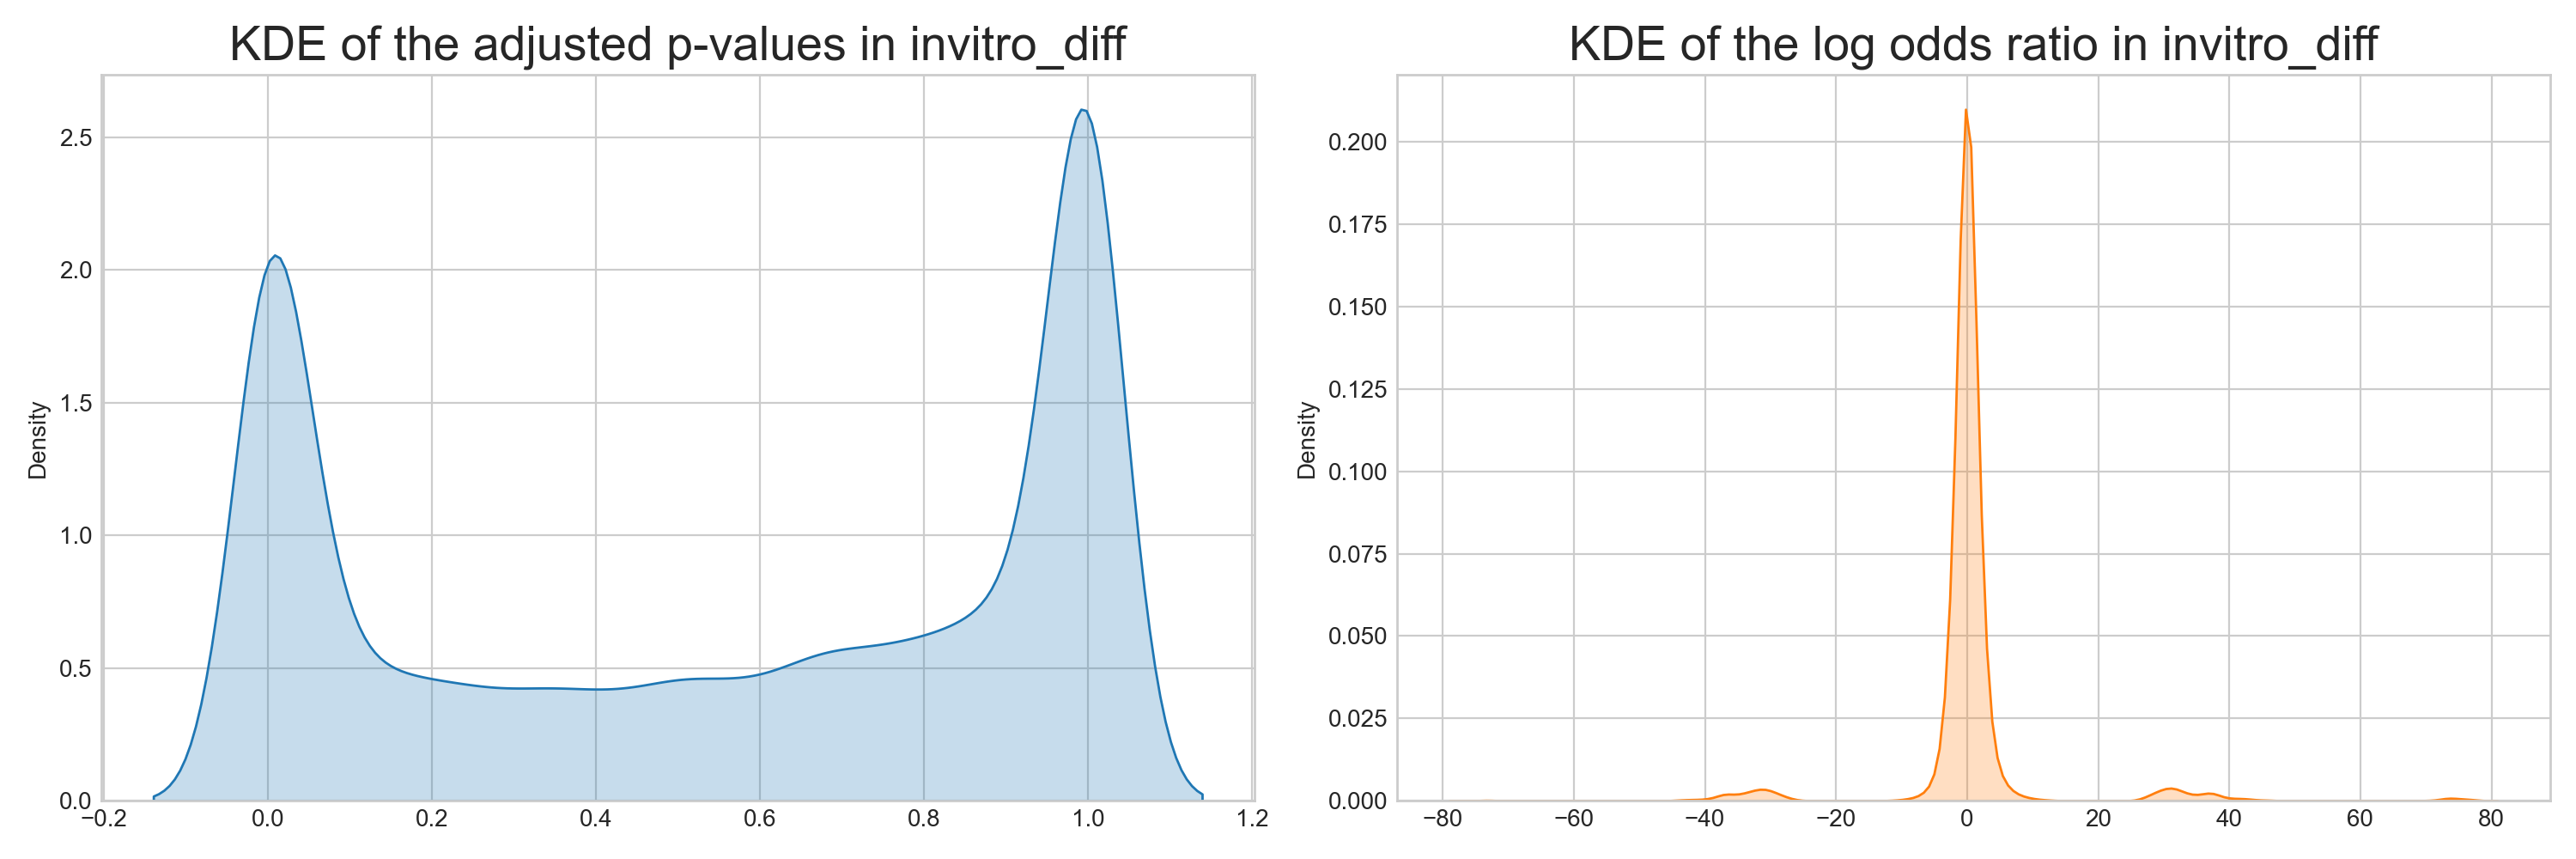 KDE of the adjusted p-values in invitro_diff
Density
2.5
2.0
1.5
1.0
0.5
0.0
−0.2 0.0 0.2 0.4 0.6 0.8 1.0 1.2
KDE of the log odds ratio in invitro_diff
Density
0.200
0.175
0.150
0.125
0.100
0.075
0.050
0.025
0.000
−80 −60 −40 −20 0 20 40 60 80